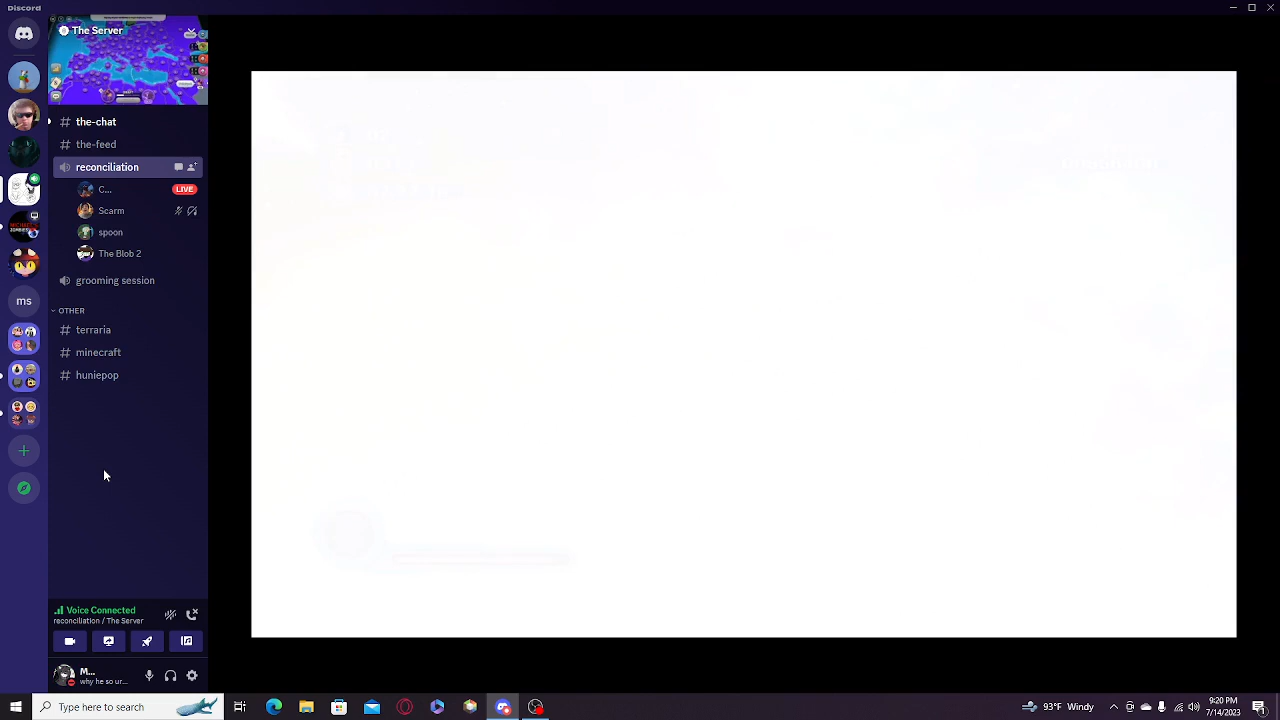 Discord
The Server
the-chat
the-feed
reconciliation
C...
LIVE
Scarm
spoon
The Blob 2
grooming session
OTHER
terraria
minecraft
huniepop
ms
Voice Connected
reconciliation / The Server
M...
why he so ur...
Type here to search
93°F Windy
9:20 PM
7/14/2023